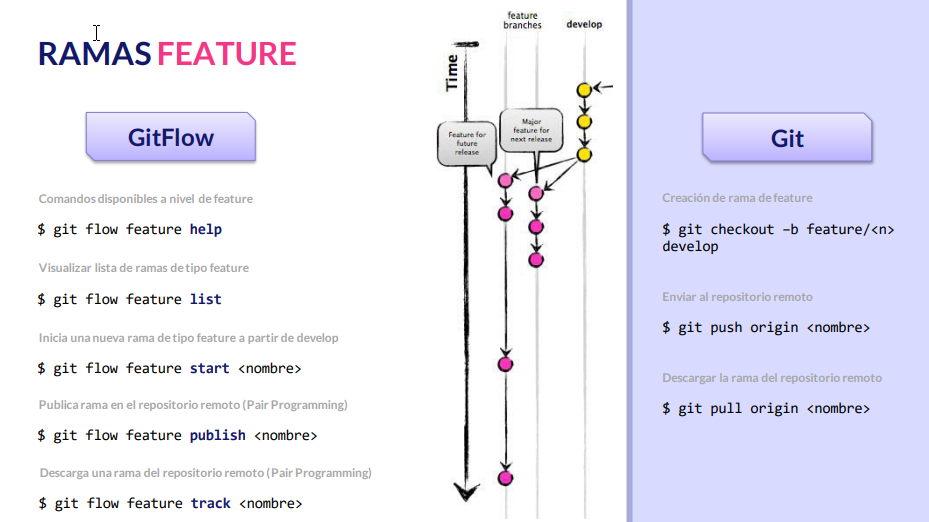 RAMAS FEATURE
GitFlow
Comandos disponibles a nivel de feature
$ git flow feature help
Visualizar lista de ramas de tipo feature
$ git flow feature list
Inicia una nueva rama de tipo feature a partir de develop
$ git flow feature start <nombre>
Publica rama en el repositorio remoto (Pair Programming)
$ git flow feature publish <nombre>
Descarga una rama del repositorio remoto (Pair Programming)
$ git flow feature track <nombre>
feature
branches
develop
Time
Feature for
future
release
Major
feature for
next release
Git
Creación de rama de feature
$ git checkout –b feature/<n>
develop
Enviar al repositorio remoto
$ git push origin <nombre>
Descargar la rama del repositorio remoto
$ git pull origin <nombre>